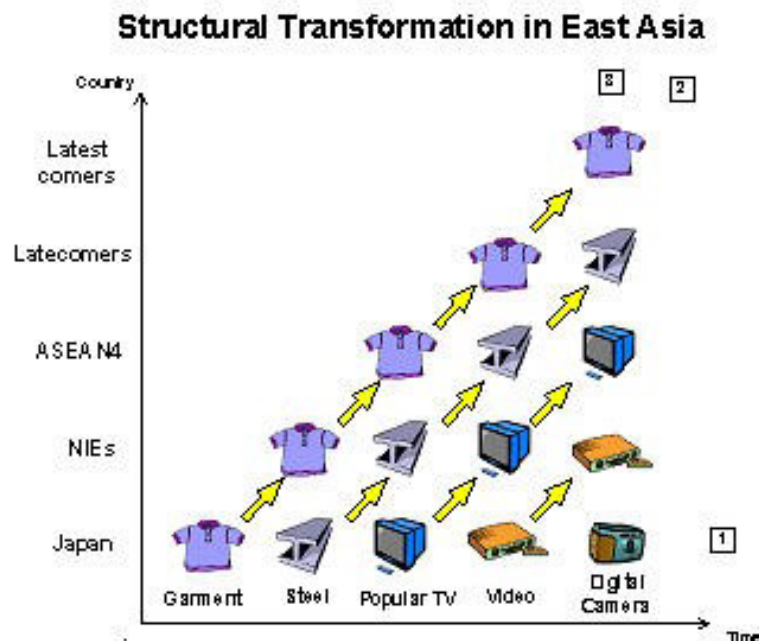 Structural Transformation in East Asia
Country
3
2
Latest
comers
Latecomers
ASEAN4
NIEs
Japan
1
Garment
Steel
Popular TV
Video
Digital
Camera
Time